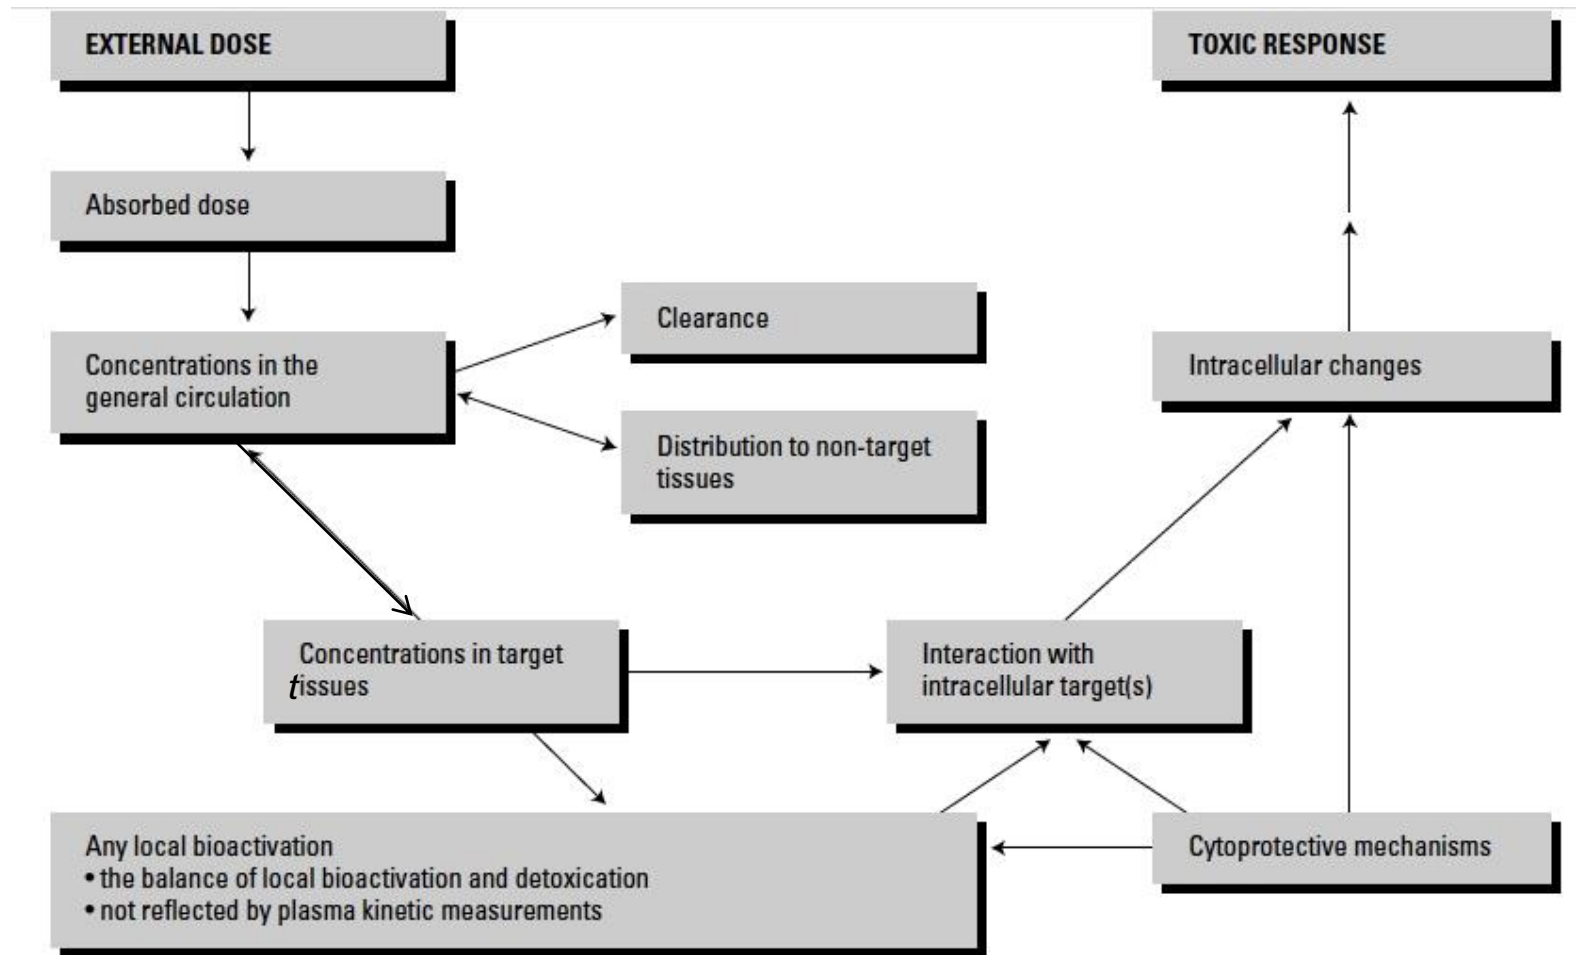 EXTERNAL DOSE
TOXIC RESPONSE
Absorbed dose
Clearance
Concentrations in the
general circulation
Intracellular changes
Distribution to non-target
tissues
Concentrations in target
tissues
Interaction with
intracellular target(s)
Any local bioactivation
• the balance of local bioactivation and detoxication
• not reflected by plasma kinetic measurements
Cytoprotective mechanisms